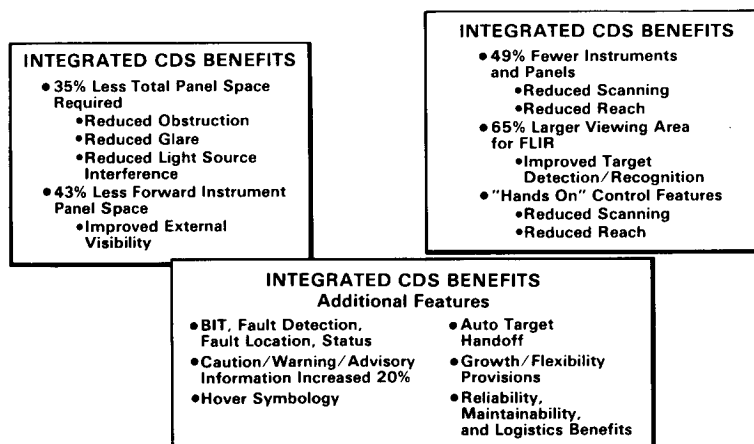 INTEGRATED CDS BENEFITS
●35% Less Total Panel Space
Required
●Reduced Obstruction
●Reduced Glare
●Reduced Light Source
Interference
●43% Less Forward Instrument
Panel Space
●Improved External
Visibility
INTEGRATED CDS BENEFITS
●49% Fewer Instruments
and Panels
●Reduced Scanning
●Reduced Reach
●65% Larger Viewing Area
for FLIR
●Improved Target
Detection/Recognition
●"Hands On" Control Features
●Reduced Scanning
●Reduced Reach
INTEGRATED CDS BENEFITS
Additional Features
●BIT, Fault Detection,
Fault Location, Status
●Caution/Warning/Advisory
Information Increased 20%
●Hover Symbology
●Auto Target
Handoff
●Growth/Flexibility
Provisions
●Reliability,
Maintainability,
and Logistics Benefits